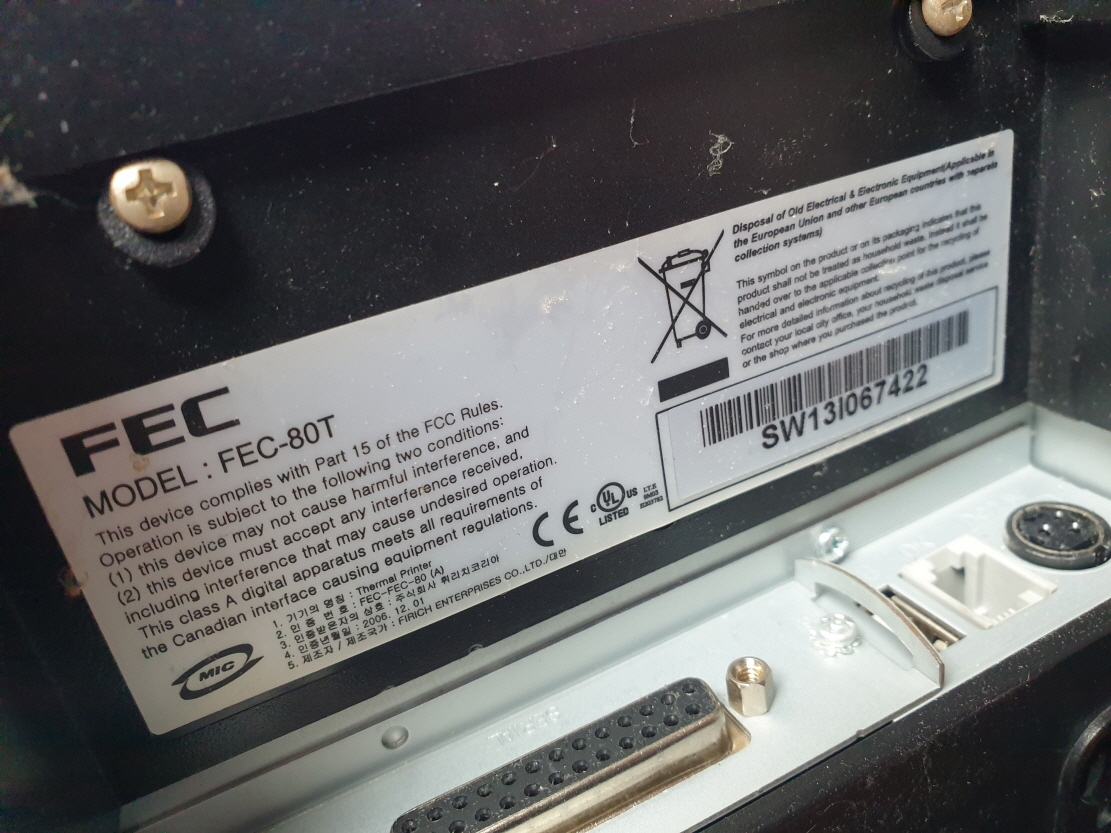 FEC
MODEL : FEC-80T
This device complies with Part 15 of the FCC Rules.
Operation is subject to the following two conditions:
(1) this device may not cause harmful interference, and
(2) this device must accept any interference received,
including interference that may cause undesired operation.
This class A digital apparatus meets all requirements of
the Canadian interface causing equipment regulations.
MIC
1. 기기의 명칭 : Thermal Printer
2. 인증 번호 : FEC-FEC-80 (A)
3. 인증받은자의 상호 : 주식회사 휘리치코리아
4. 인증년월일 : 2006. 12. 01
5. 제조자 / 제조국가 : FIRICH ENTERPRISES CO.,LTD./대만
CE
C UL US
LISTED
I.T.E
Disposal of Old Electrical & Electronic Equipment(Applicable in
the European Union and other European countries with separate
collection systems)
This symbol on the product or on its packaging indicates that this
product shall not be treated as household waste. Instead it shall be
handed over to the applicable collection point for the recycling of
electrical and electronic equipment.
For more detailed information about recycling of this product, please
contact your local city office, your household waste disposal service
or the shop where you purchased the product.
SW13I067422